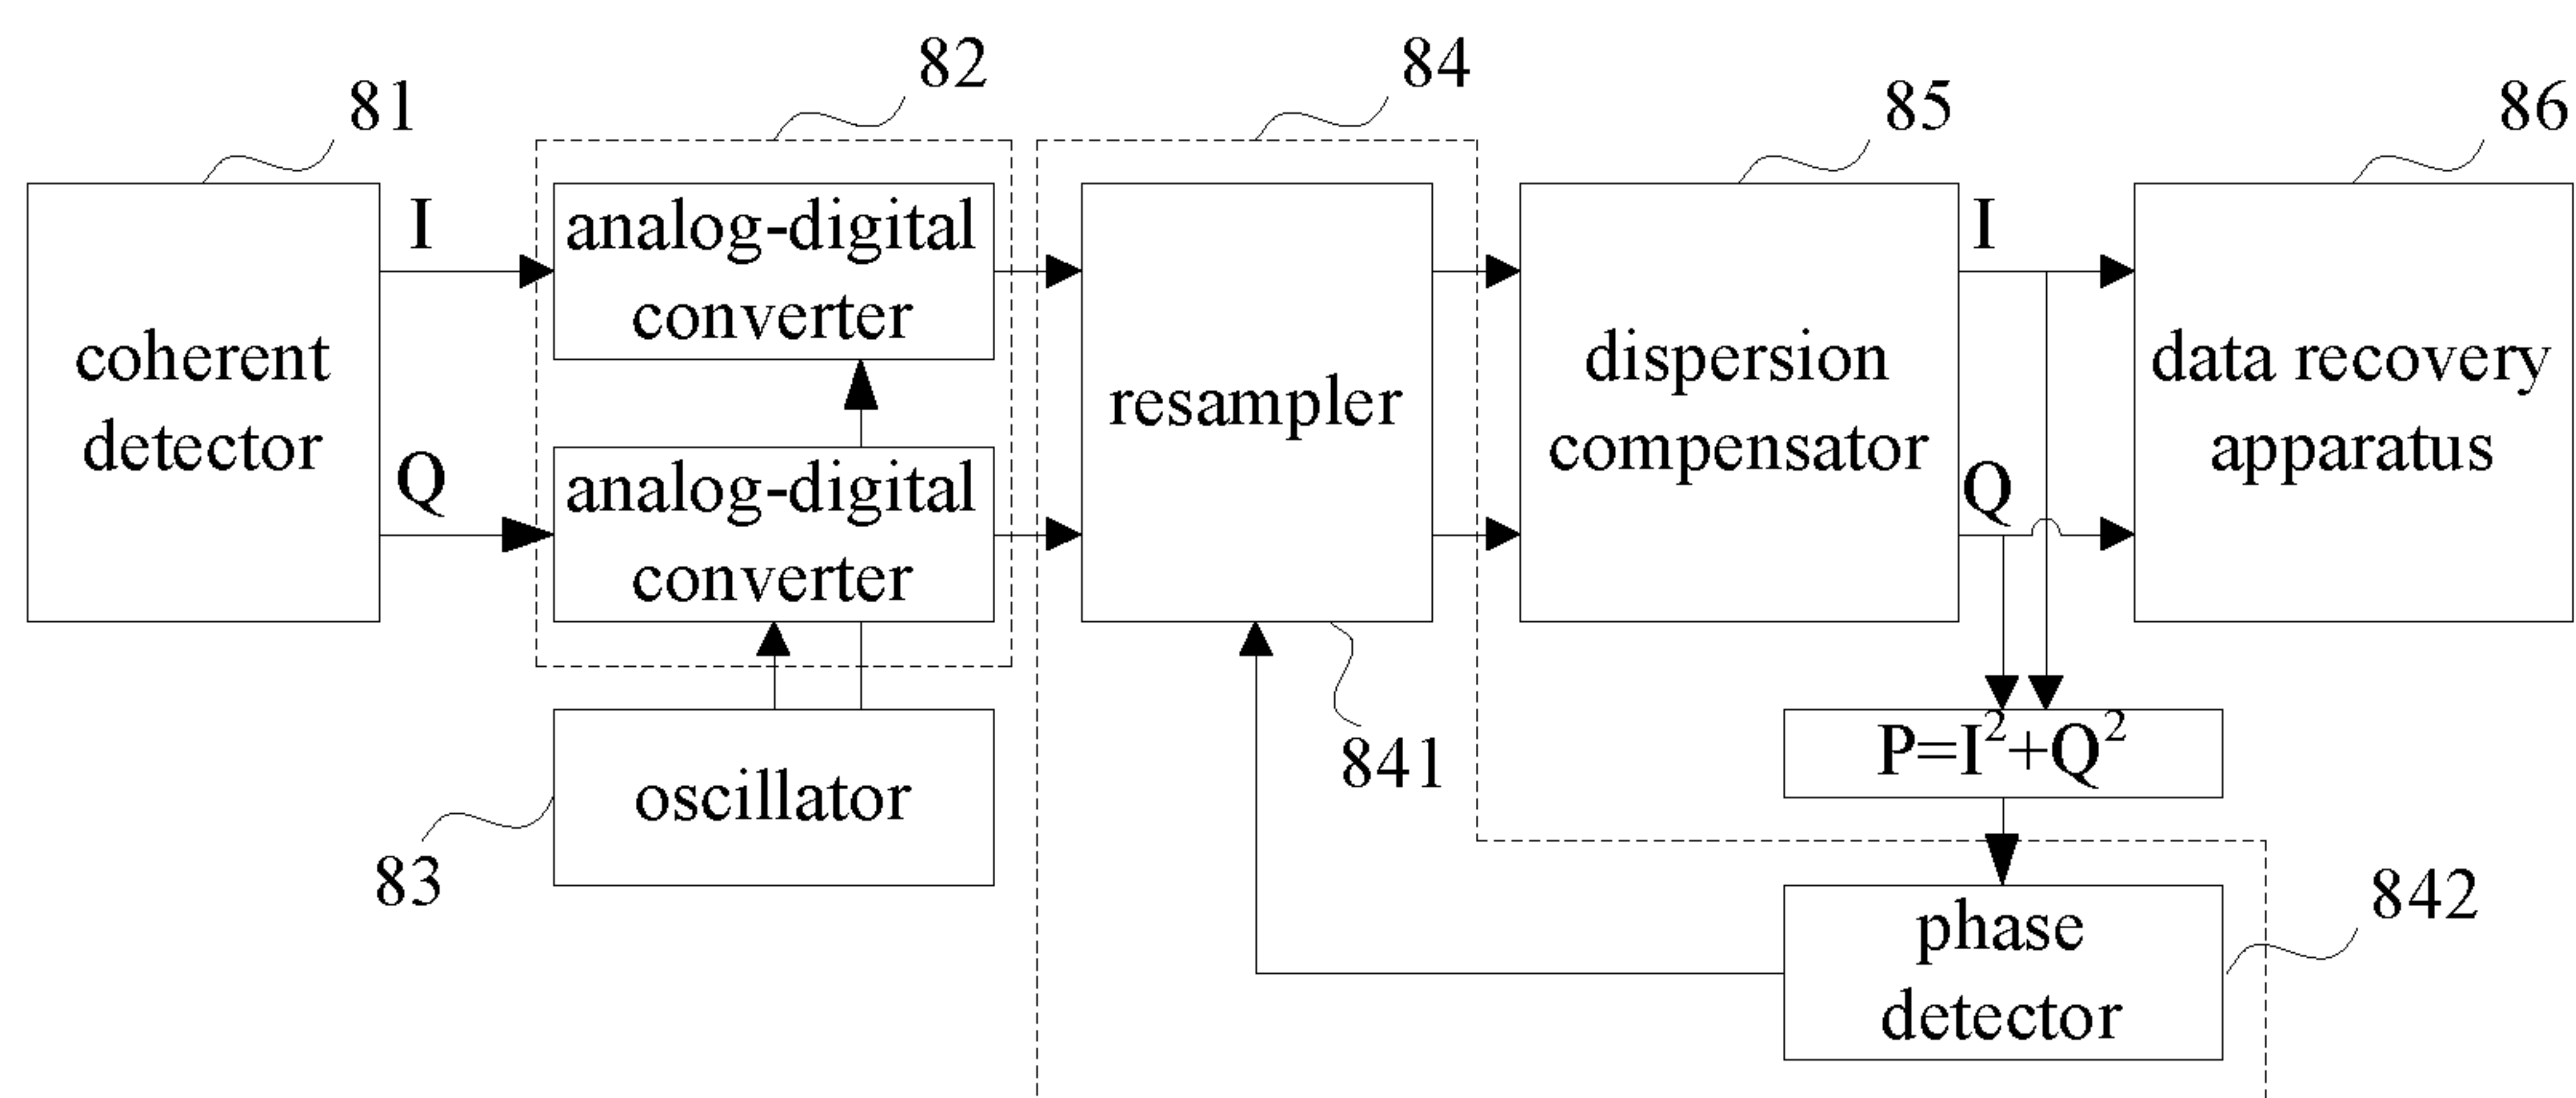 81
82
84
85
86
I
Q
coherent
detector
analog-digital
converter
analog-digital
converter
resampler
dispersion
compensator
I
Q
data recovery
apparatus
oscillator
83
841
P=I²+Q²
phase
detector
842